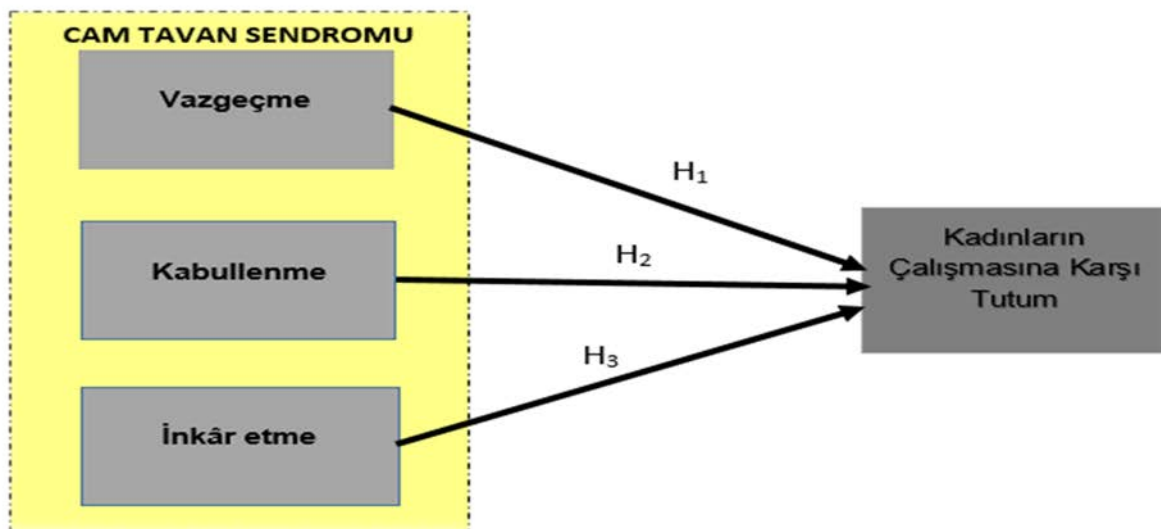 CAM TAVAN SENDROMU
Vazgeçme
H₁
Kabullenme
H₂
Kadınların
Çalışmasına Karşı
Tutum
H₃
İnkâr etme